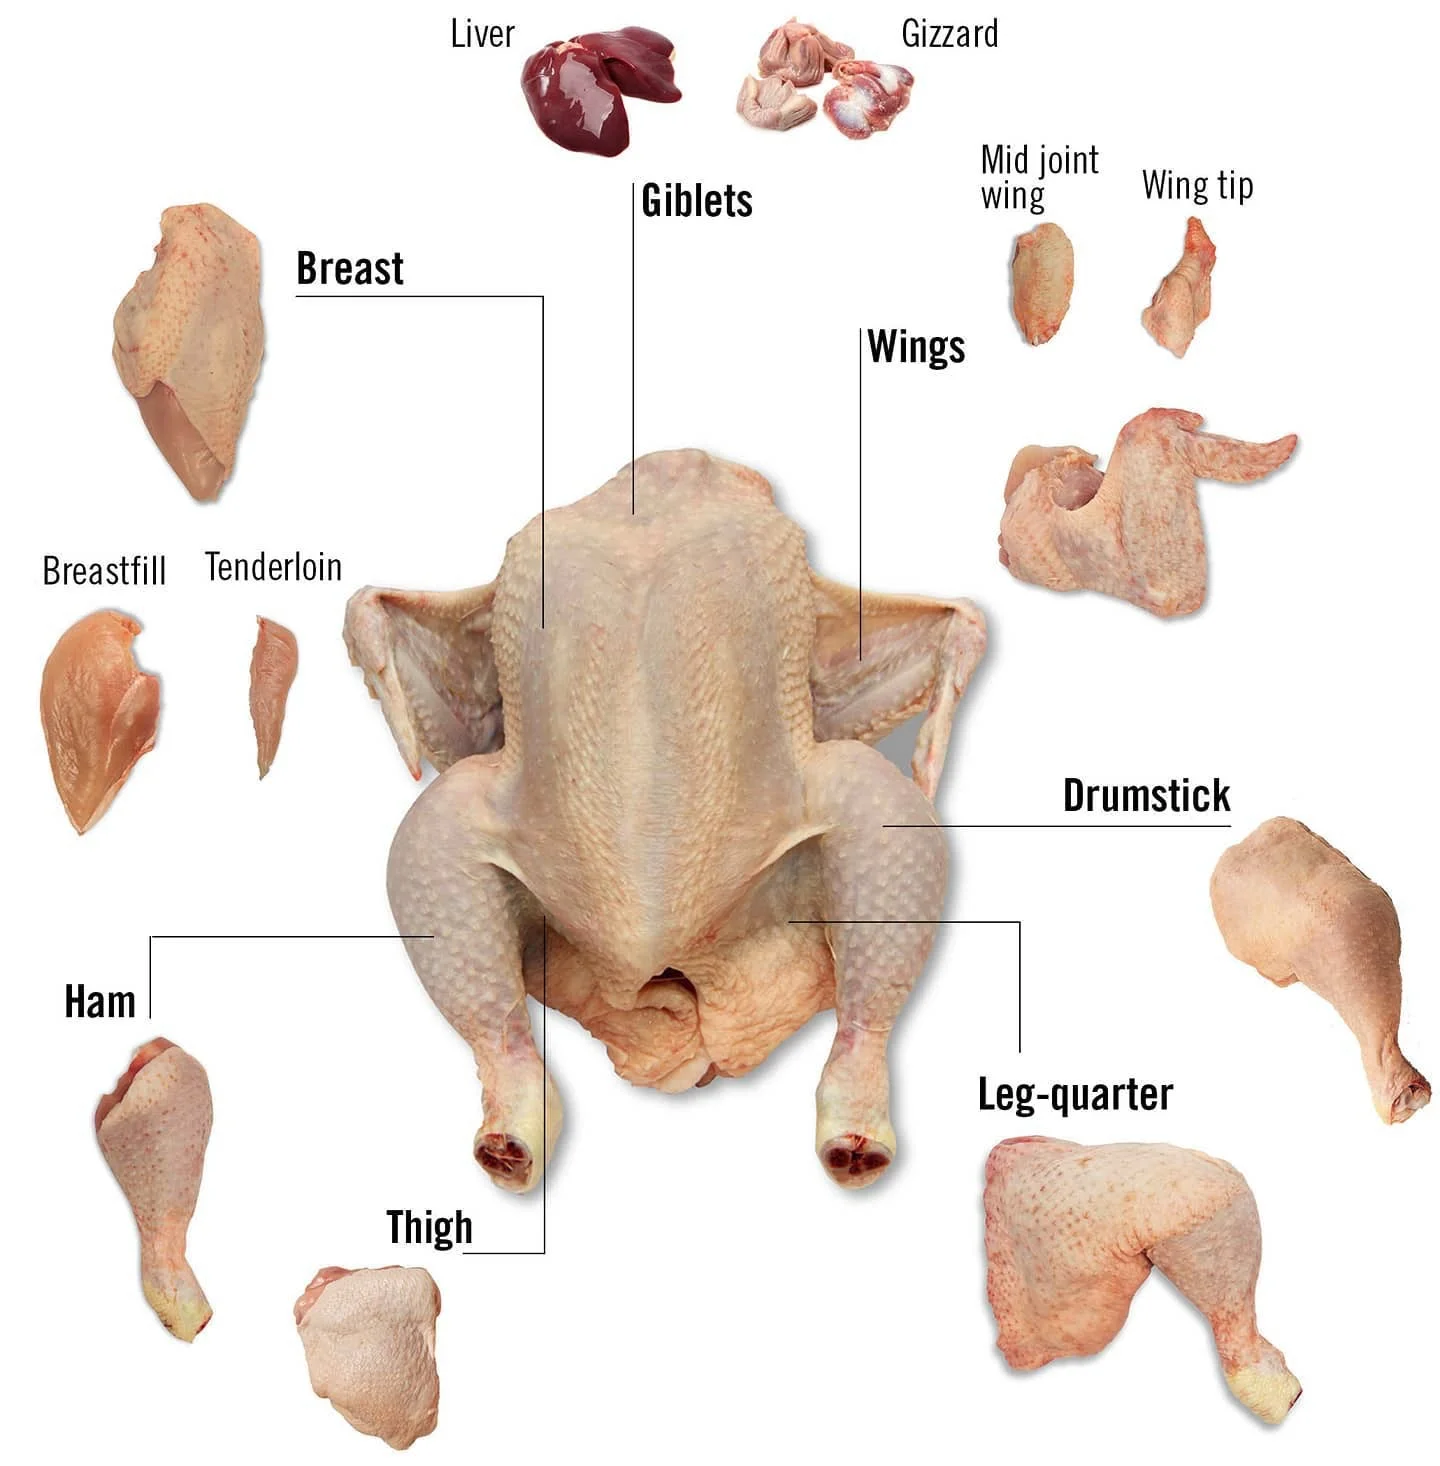 Liver
Gizzard
Giblets
Mid joint
wing
Wing tip
Breast
Wings
Breastfill
Tenderloin
Drumstick
Ham
Leg-quarter
Thigh